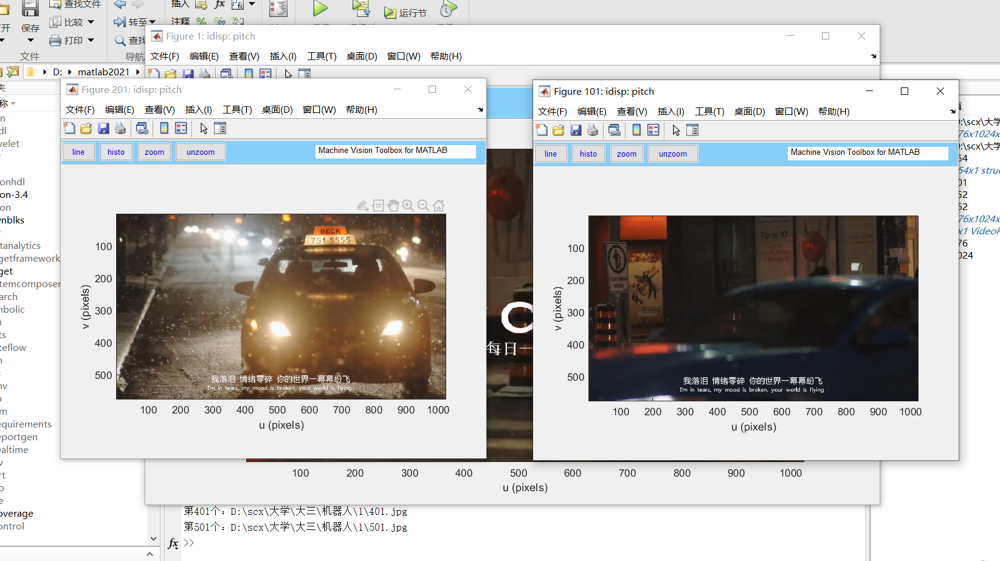 查找文件
插入
fx
fi
开
保存
比较
转至
注释
运行节
打印
查找
文件
导航
D:
matlab2021
Figure 1: idisp: pitch
文件(F) 编辑(E) 查看(V) 插入(I) 工具(T) 桌面(D) 窗口(W) 帮助(H)
Figure 201: idisp: pitch
文件(F) 编辑(E) 查看(V) 插入(I) 工具(T) 桌面(D) 窗口(W) 帮助(H)
line histo zoom unzoom Machine Vision Toolbox for MATLAB
BECK
751-5555
100
200
300
400
500
v (pixels)
我落泪 情绪零碎 你的世界一幕幕纷飞
I'm in tears, my mood is broken, your world is flying
100 200 300 400 500 600 700 800 900 1000
u (pixels)
Figure 101: idisp: pitch
文件(F) 编辑(E) 查看(V) 插入(I) 工具(T) 桌面(D) 窗口(W) 帮助(H)
line histo zoom unzoom Machine Vision Toolbox for MATLAB
Tip no. 97
100
200
300
400
500
v (pixels)
我落泪 情绪零碎 你的世界一幕幕纷飞
I'm in tears, my mood is broken, your world is flying
100 200 300 400 500 600 700 800 900 1000
u (pixels)
C
每日一
100 200 300 400 500 600 700 800 900 1000
u (pixels)
夹
称
n
dl
velet
onhdl
on-3.4
on
ynblks
tanalytics
getframework
get
temcomposer
arch
nbolic
n
ts
teflow
n
nv
o
m
equirements
eportgen
ealtime
v
rt
o
e
overage
ontrol
值
D:\scx\大学
76x1024x
D:\scx\大学
64
54x1 struc
01
62
62
76x1024x
x1 VideoF
76
024
第401个: D:\scx\大学\大三\机器人\1\401.jpg
第501个: D:\scx\大学\大三\机器人\1\501.jpg
fx >>